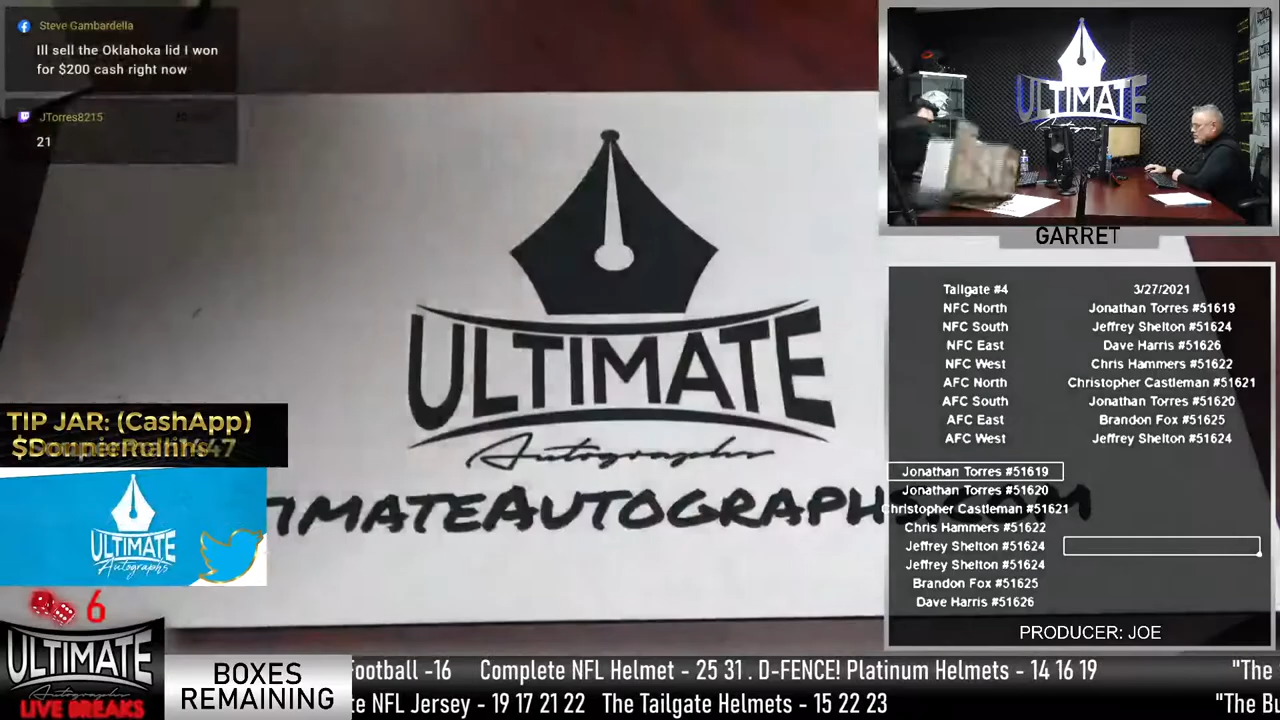 Steve Gambardella
Ill sell the Oklahoka lid I won
for $200 cash right now
JTorres8215
21
ULTIMATE
Autographs
ULTIMATE
Autographs
GARRET
Tailgate #4 3/27/2021
NFC North Jonathan Torres #51619
NFC South Jeffrey Shelton #51624
NFC East Dave Harris #51626
NFC West Chris Hammers #51622
AFC North Christopher Castleman #51621
AFC South Jonathan Torres #51620
AFC East Brandon Fox #51625
AFC West Jeffrey Shelton #51624
Jonathan Torres #51619
Jonathan Torres #51620
Christopher Castleman #51621
Chris Hammers #51622
Jeffrey Shelton #51624
Jeffrey Shelton #51624
Brandon Fox #51625
Dave Harris #51626
PRODUCER: JOE
TIP JAR: (CashApp)
TIMATEAUTOGRAPHS.COM
ULTIMATE
Autographs
6
ULTIMATE
Autographs
LIVE BREAKS
BOXES
REMAINING
Football -16 Complete NFL Helmet - 25 31 . D-FENCE! Platinum Helmets - 14 16 19 "The
te NFL Jersey - 19 17 21 22 The Tailgate Helmets - 15 22 23 "The BL